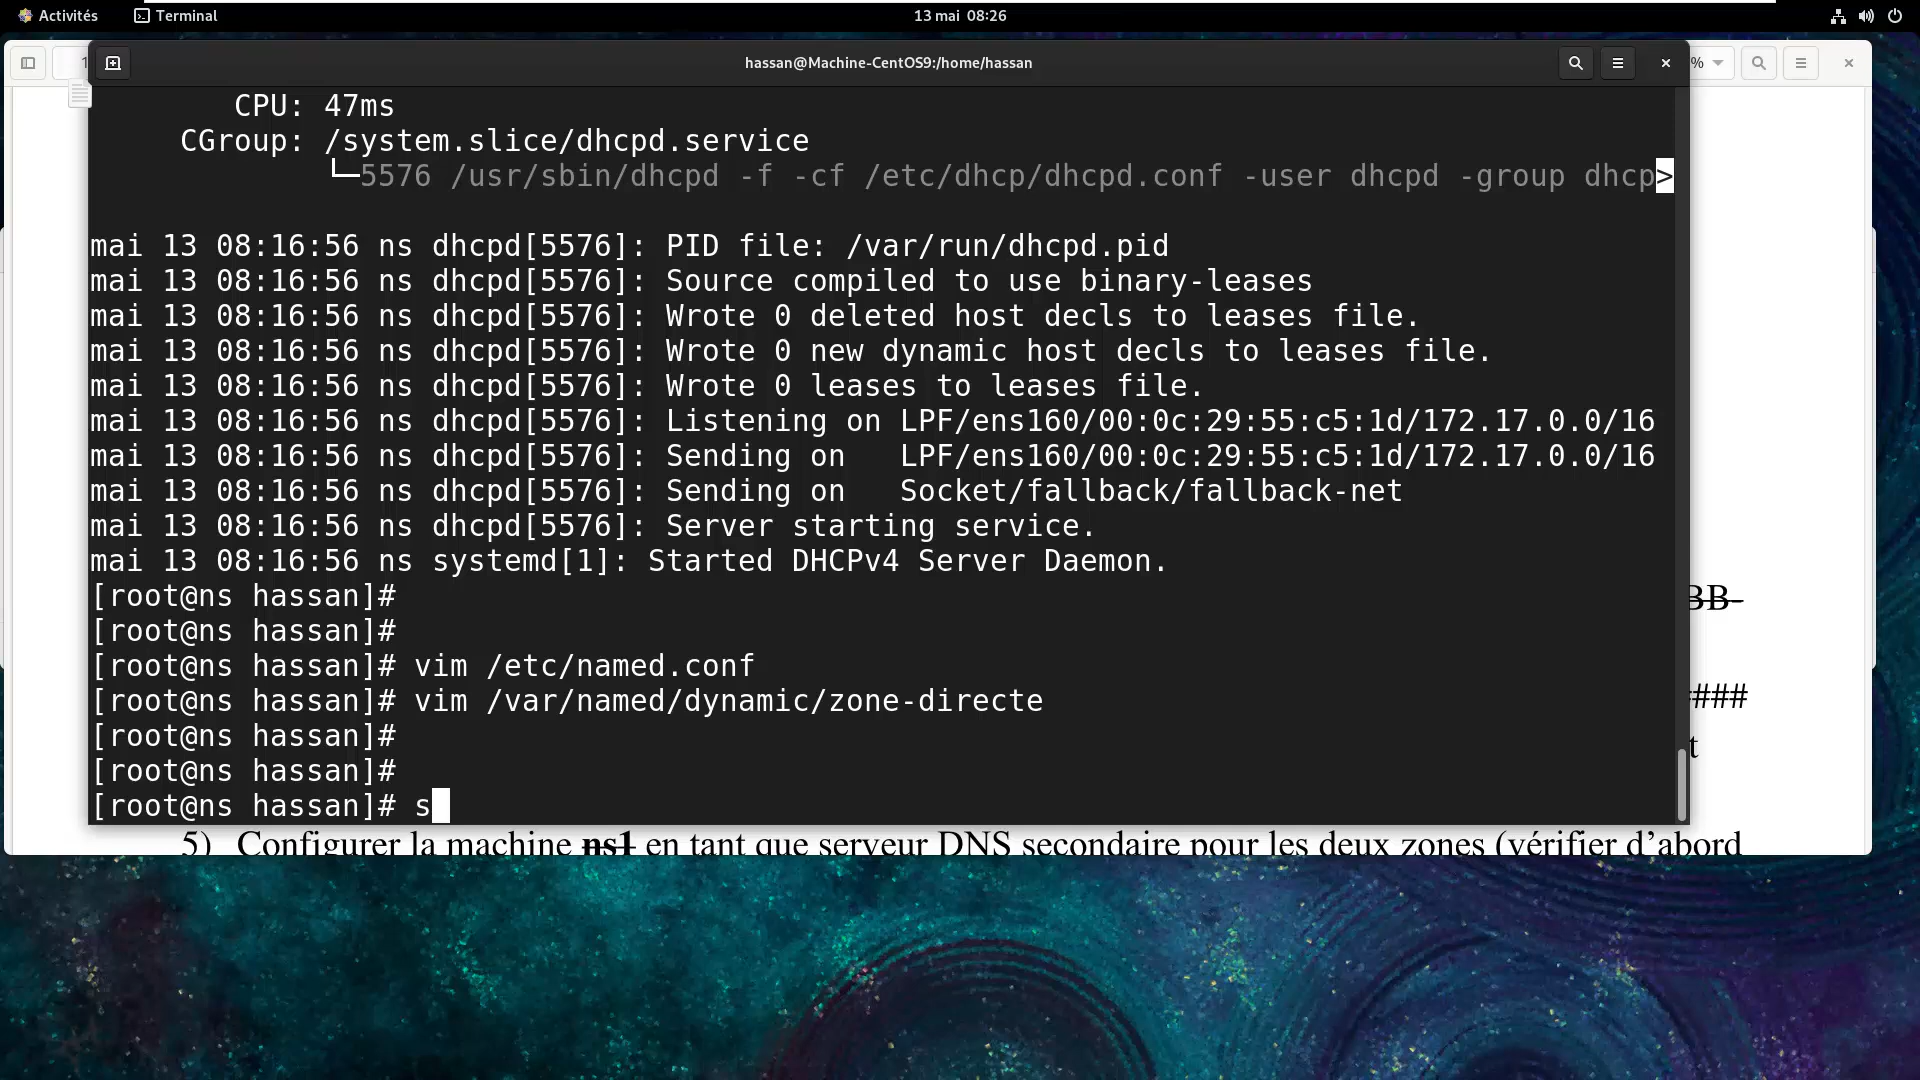 Activités
Terminal
13 mai 08:26
1
hassan@Machine-CentOS9:/home/hassan
%
CPU: 47ms
CGroup: /system.slice/dhcpd.service
└─5576 /usr/sbin/dhcpd -f -cf /etc/dhcp/dhcpd.conf -user dhcpd -group dhcp>
mai 13 08:16:56 ns dhcpd[5576]: PID file: /var/run/dhcpd.pid
mai 13 08:16:56 ns dhcpd[5576]: Source compiled to use binary-leases
mai 13 08:16:56 ns dhcpd[5576]: Wrote 0 deleted host decls to leases file.
mai 13 08:16:56 ns dhcpd[5576]: Wrote 0 new dynamic host decls to leases file.
mai 13 08:16:56 ns dhcpd[5576]: Wrote 0 leases to leases file.
mai 13 08:16:56 ns dhcpd[5576]: Listening on LPF/ens160/00:0c:29:55:c5:1d/172.17.0.0/16
mai 13 08:16:56 ns dhcpd[5576]: Sending on   LPF/ens160/00:0c:29:55:c5:1d/172.17.0.0/16
mai 13 08:16:56 ns dhcpd[5576]: Sending on   Socket/fallback/fallback-net
mai 13 08:16:56 ns dhcpd[5576]: Server starting service.
mai 13 08:16:56 ns systemd[1]: Started DHCPv4 Server Daemon.
[root@ns hassan]#
BB-
[root@ns hassan]#
[root@ns hassan]# vim /etc/named.conf
[root@ns hassan]# vim /var/named/dynamic/zone-directe
####
[root@ns hassan]#
t
[root@ns hassan]#
[root@ns hassan]# s
5) Configurer la machine ns1 en tant que serveur DNS secondaire pour les deux zones (vérifier d’abord